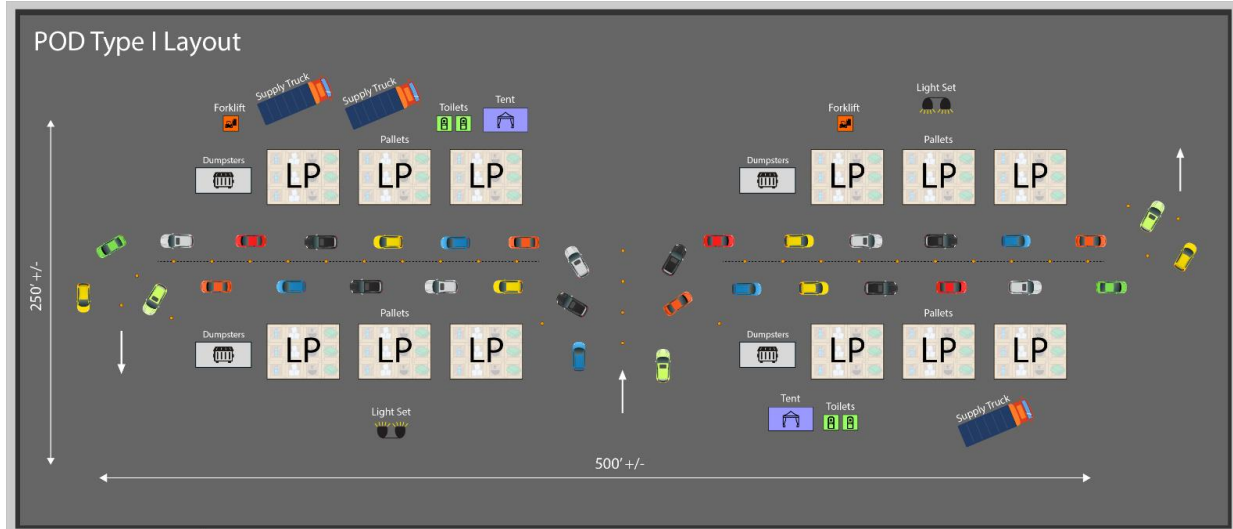 POD Type I Layout
Supply Truck
Supply Truck
Forklift
Toilets
Tent
Light Set
Forklift
Pallets
Pallets
Dumpsters
LP
LP
LP
Dumpsters
LP
LP
LP
250' +/-
Pallets
Pallets
Dumpsters
LP
LP
LP
Dumpsters
LP
LP
LP
Light Set
Tent
Toilets
Supply Truck
500' +/-